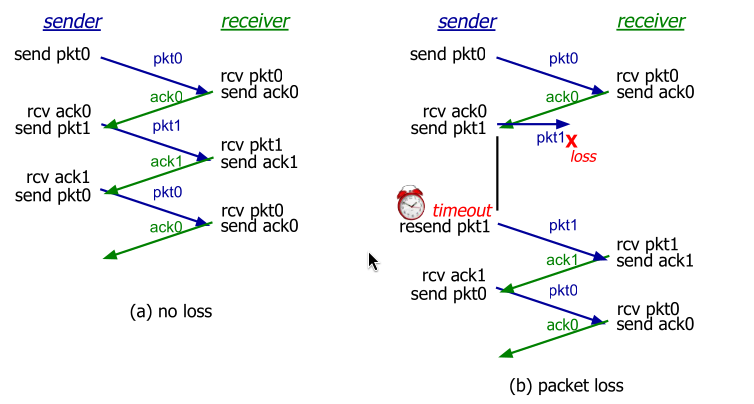 sender
receiver
send pkt0
pkt0
rcv pkt0
send ack0
ack0
rcv ack0
send pkt1
pkt1
rcv pkt1
send ack1
ack1
rcv ack1
send pkt0
pkt0
rcv pkt0
send ack0
ack0
(a) no loss
sender
receiver
send pkt0
pkt0
rcv pkt0
send ack0
ack0
rcv ack0
send pkt1
pkt1
X
loss
timeout
resend pkt1
pkt1
rcv pkt1
send ack1
ack1
rcv ack1
send pkt0
pkt0
rcv pkt0
send ack0
ack0
(b) packet loss